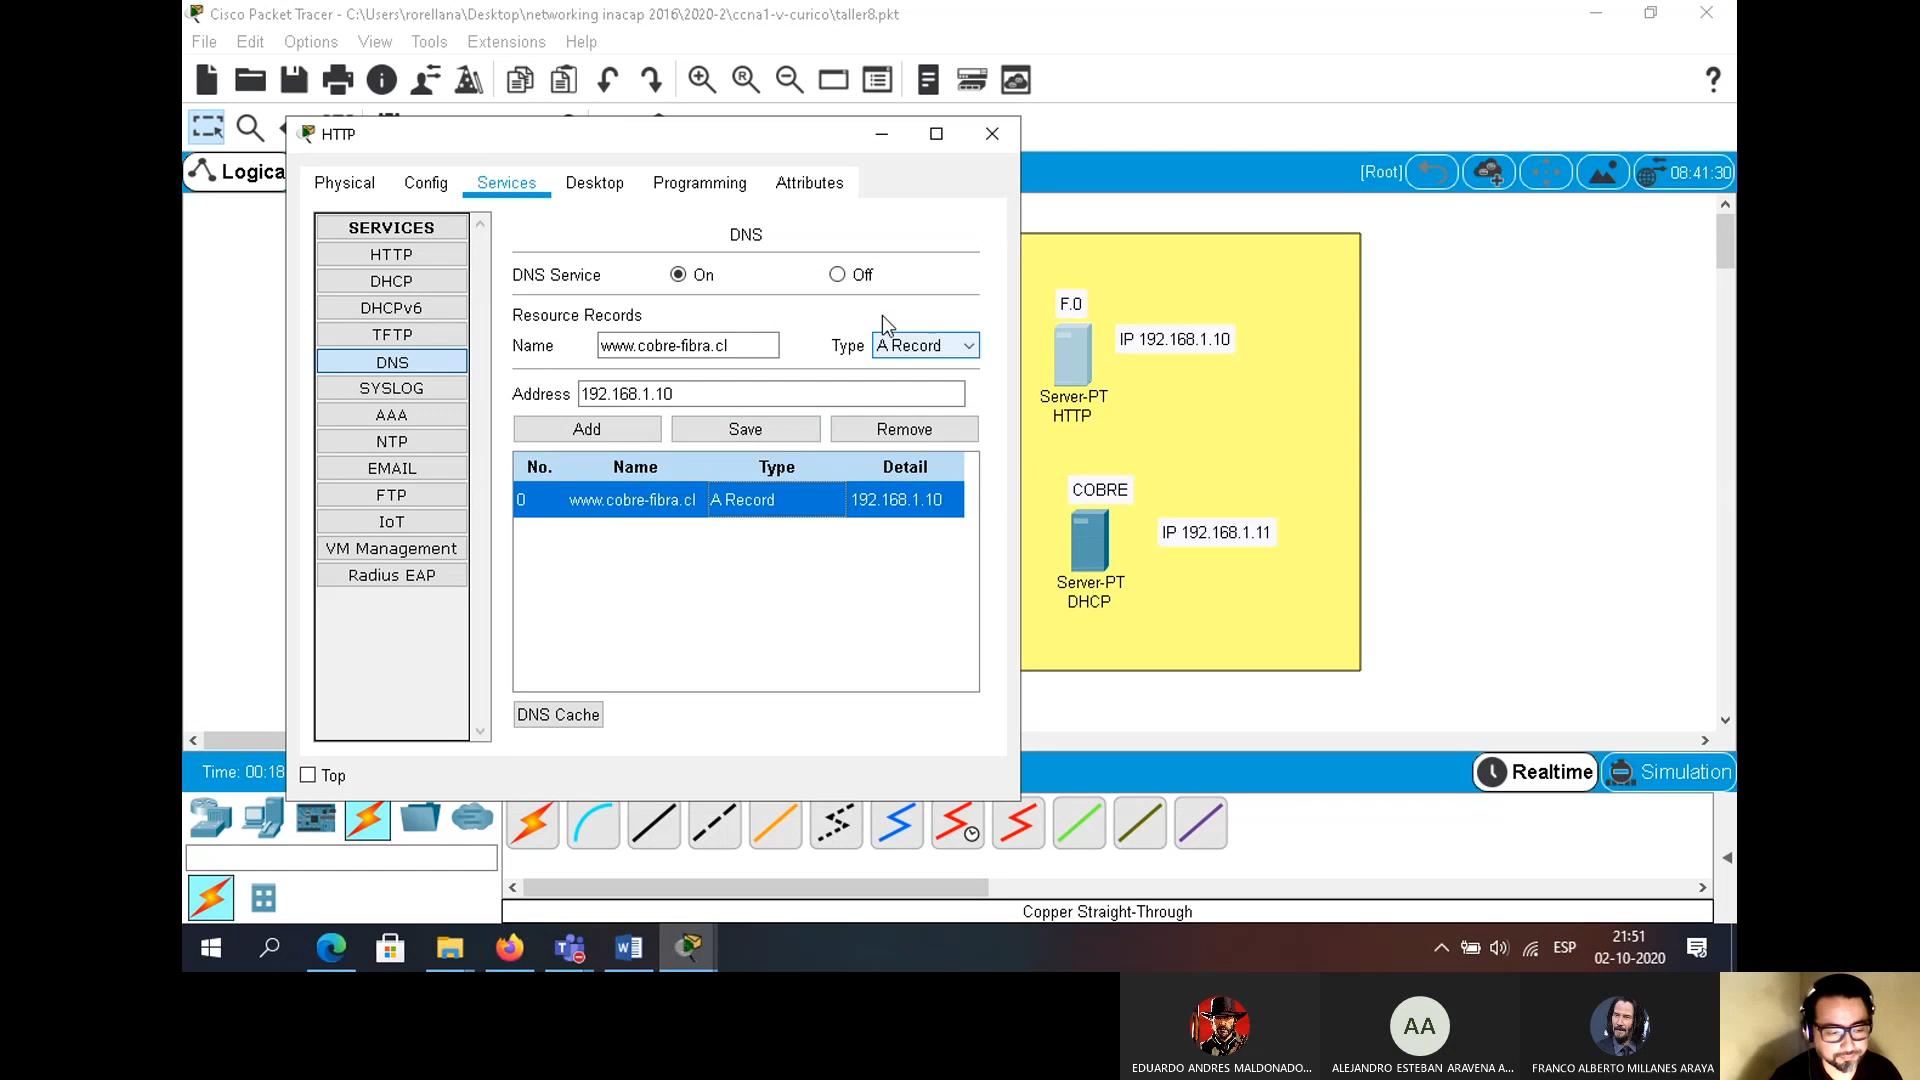 Cisco Packet Tracer - C:\Users\rorellana\Desktop\networking inacap 2016\2020-2\ccna1-v-curico\taller8.pkt
File Edit Options View Tools Extensions Help
HTTP
Logica
[Root]
08:41:30
Physical Config Services Desktop Programming Attributes
SERVICES
HTTP
DHCP
DHCPv6
TFTP
DNS
SYSLOG
AAA
NTP
EMAIL
FTP
IoT
VM Management
Radius EAP
DNS
DNS Service On Off
Resource Records
Name www.cobre-fibra.cl Type A Record
Address 192.168.1.10
Add Save Remove
No. Name Type Detail
0 www.cobre-fibra.cl A Record 192.168.1.10
DNS Cache
Top
F.0
IP 192.168.1.10
Server-PT
HTTP
COBRE
IP 192.168.1.11
Server-PT
DHCP
Time: 00:18
Realtime Simulation
Copper Straight-Through
ESP
21:51
02-10-2020
AA
EDUARDO ANDRES MALDONADO...
ALEJANDRO ESTEBAN ARAVENA A...
FRANCO ALBERTO MILLANES ARAYA